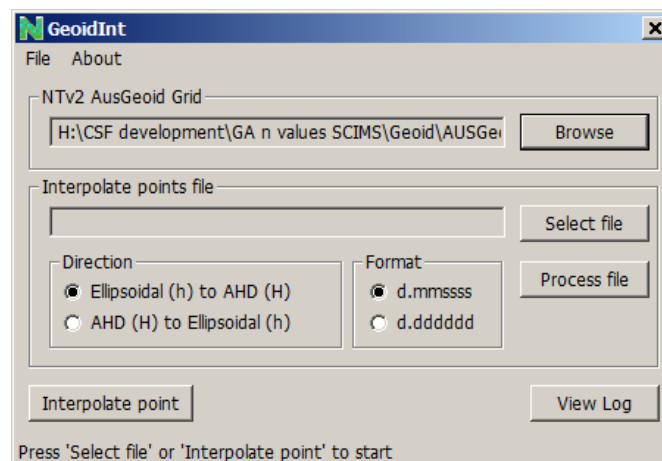 GeoidInt
File About
NTv2 AusGeoid Grid
H:\CSF development\GA n values SCIMS\Geoid\AUSGe
Browse
Interpolate points file
Select file
Direction
Ellipsoidal (h) to AHD (H)
AHD (H) to Ellipsoidal (h)
Format
d.mmssss
d.dddddd
Process file
Interpolate point
View Log
Press 'Select file' or 'Interpolate point' to start